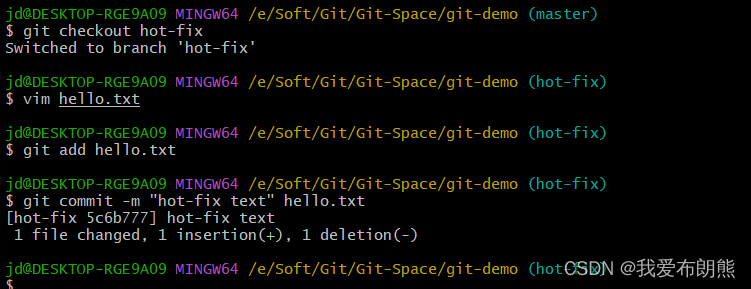 jd@DESKTOP-RGE9A09 MINGW64 /e/Soft/Git/Git-Space/git-demo (master)
$ git checkout hot-fix
Switched to branch 'hot-fix'
jd@DESKTOP-RGE9A09 MINGW64 /e/Soft/Git/Git-Space/git-demo (hot-fix)
$ vim hello.txt
jd@DESKTOP-RGE9A09 MINGW64 /e/Soft/Git/Git-Space/git-demo (hot-fix)
$ git add hello.txt
jd@DESKTOP-RGE9A09 MINGW64 /e/Soft/Git/Git-Space/git-demo (hot-fix)
$ git commit -m "hot-fix text" hello.txt
[hot-fix 5c6b777] hot-fix text
 1 file changed, 1 insertion(+), 1 deletion(-)
jd@DESKTOP-RGE9A09 MINGW64 /e/Soft/Git/Git-Space/git-demo (hot-fix)
CSDN @我爱布朗熊
$